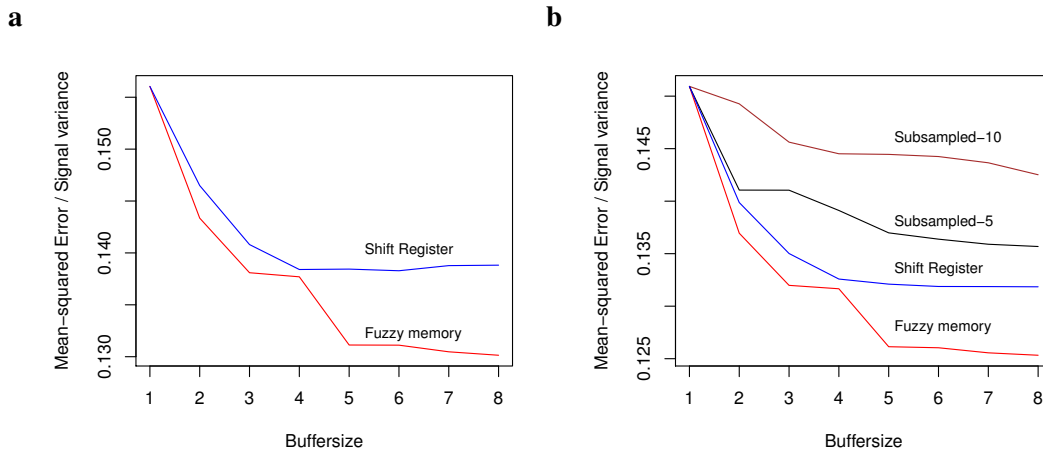 a
Mean−squared Error / Signal variance
0.150
0.140
0.130
Shift Register
Fuzzy memory
1 2 3 4 5 6 7 8
Buffersize
b
Mean−squared Error / Signal variance
0.145
0.135
0.125
Subsampled−10
Subsampled−5
Shift Register
Fuzzy memory
1 2 3 4 5 6 7 8
Buffersize